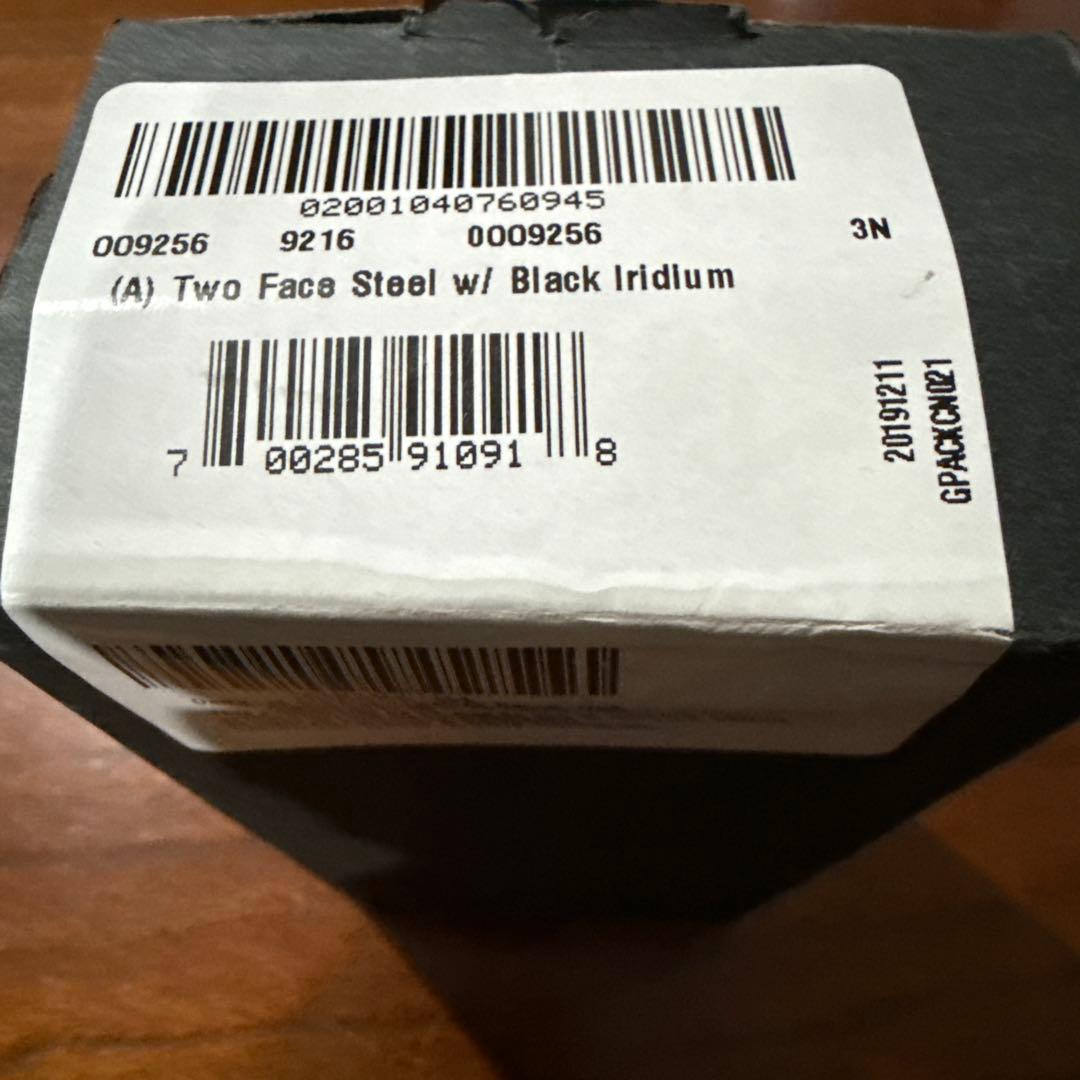 02001040760945
009256 9216 0009256 3N
(A) Two Face Steel w/ Black Iridium
7 00285 91091 8
20191211
GPACKCN021